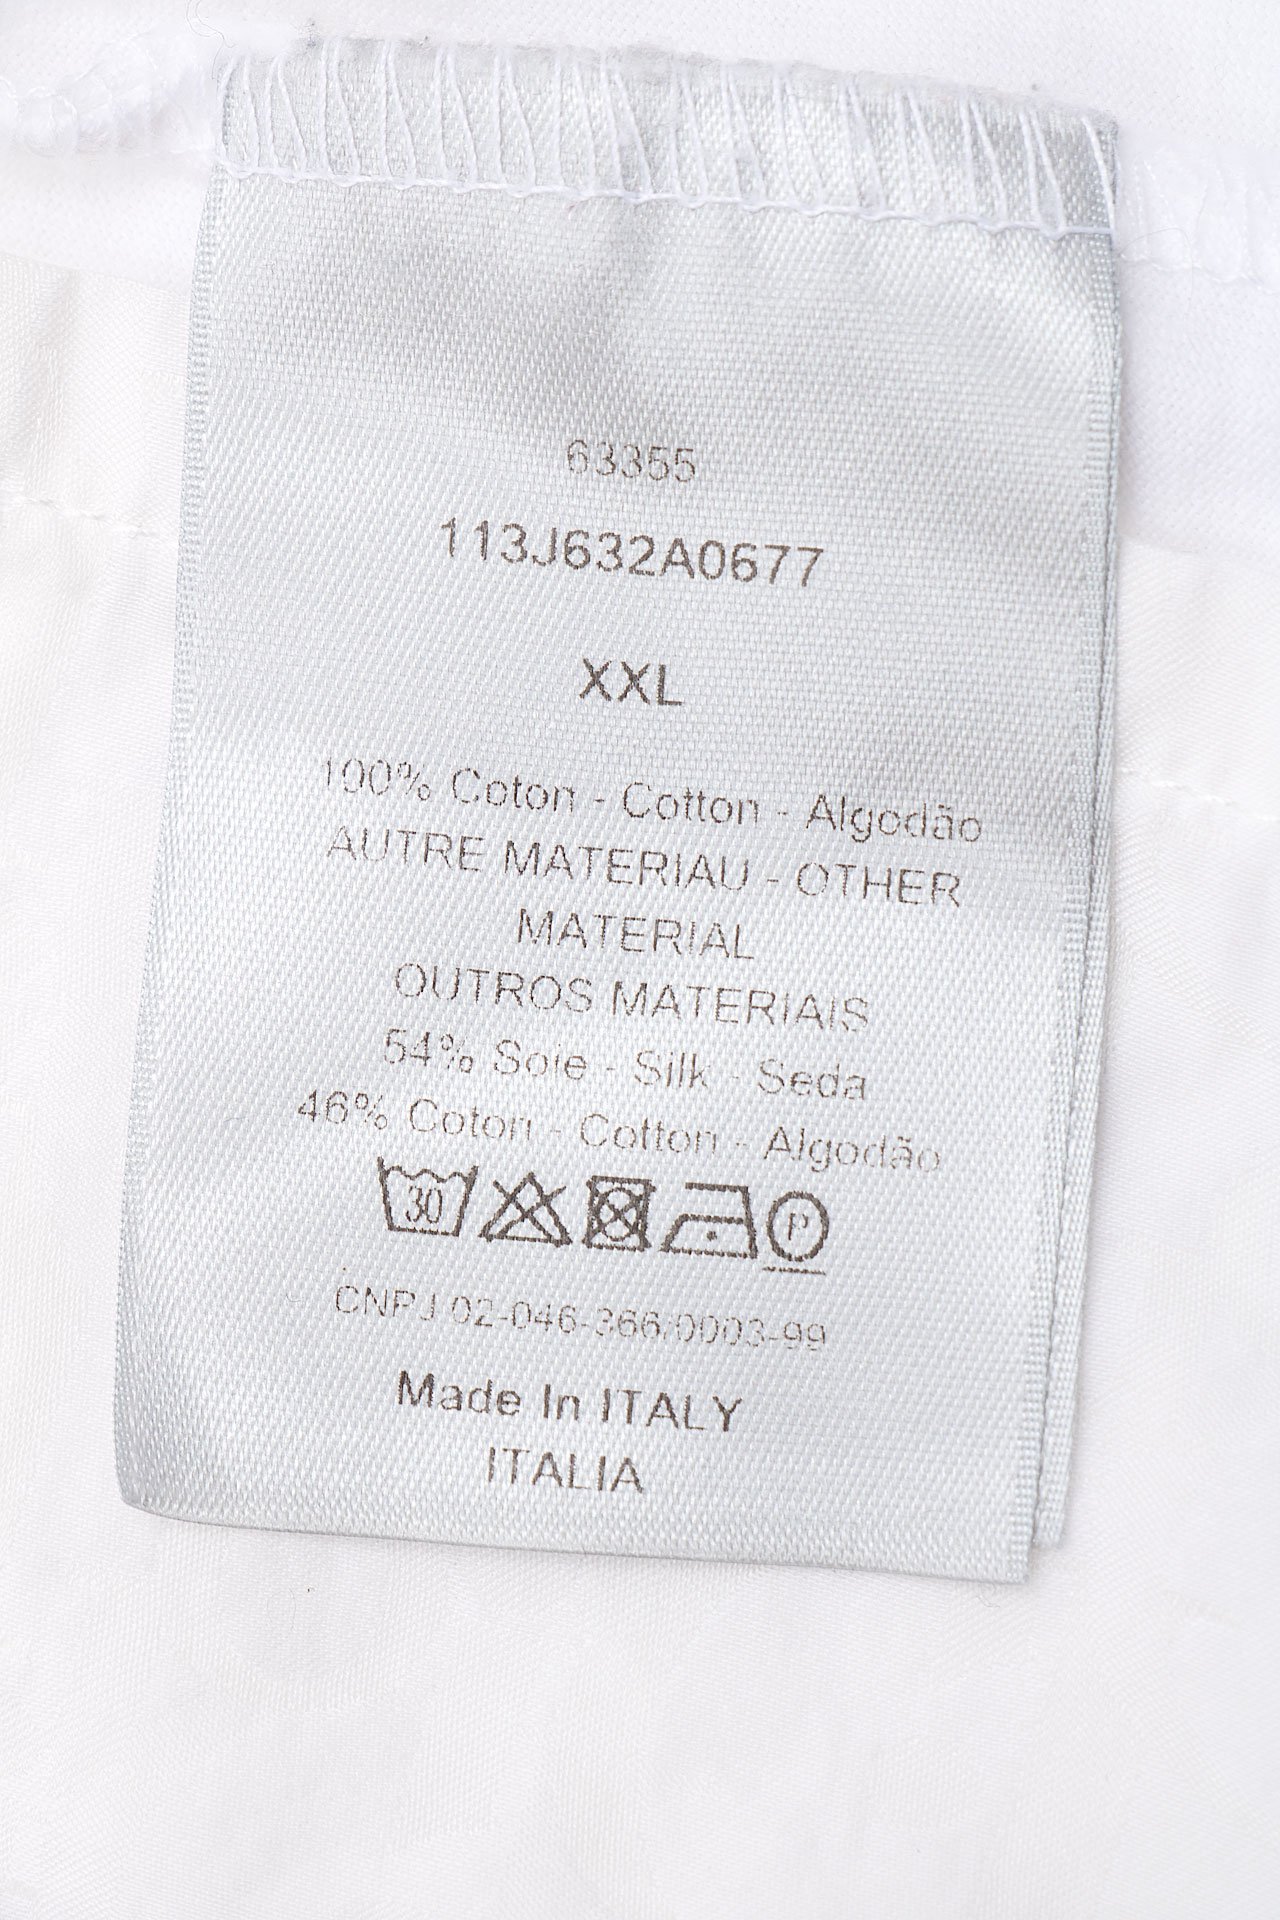 63355
113J632A0677
XXL
100% Coton - Cotton - Algodão
AUTRE MATERIAU - OTHER
MATERIAL
OUTROS MATERIAIS
54% Soie - Silk - Seda
46% Coton - Cotton - Algodão
30 P
CNPJ 02-046-366/0003-99
Made In ITALY
ITALIA